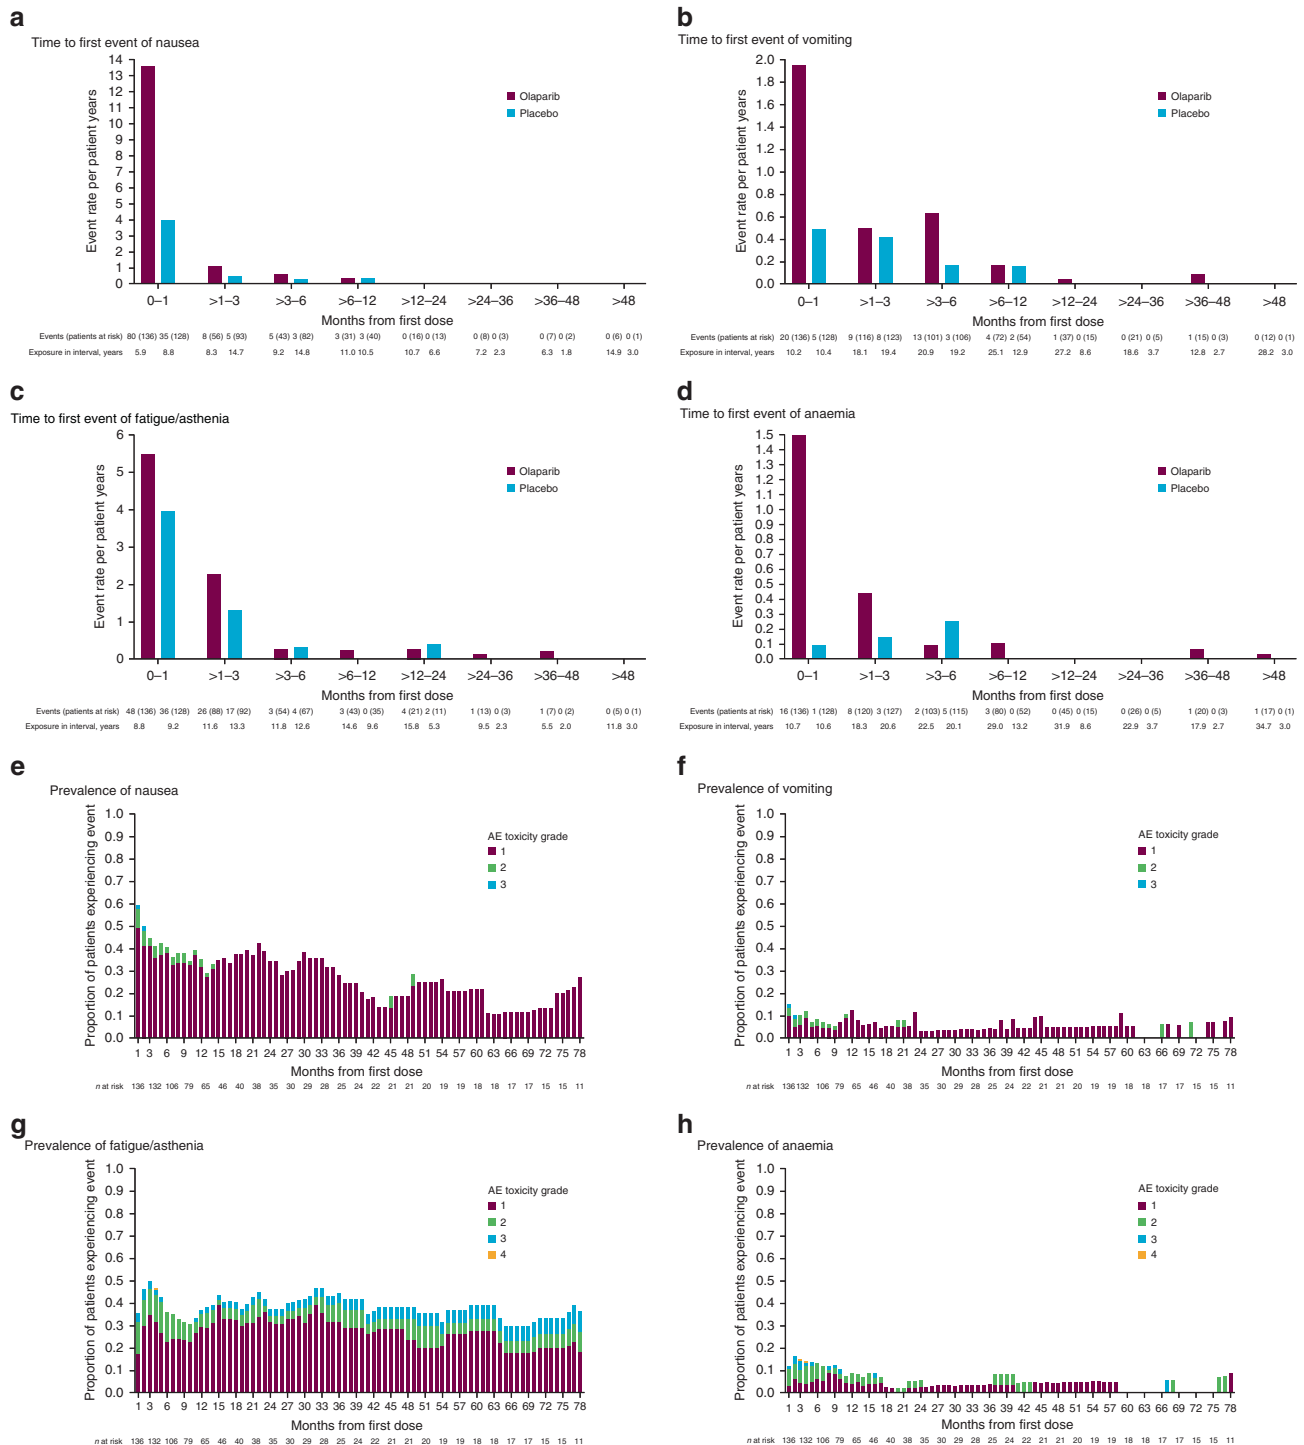 a
Time to first event of nausea
14
13
12
11
10
9
8
7
6
5
4
3
2
1
0
Event rate per patient years
Olaparib
Placebo
0–1 >1–3 >3–6 >6–12 >12–24 >24–36 >36–48 >48
Months from first dose
Events (patients at risk) 80 (136) 35 (128) 8 (56) 5 (93) 5 (43) 3 (82) 3 (31) 3 (40) 0 (16) 0 (13) 0 (8) 0 (3) 0 (7) 0 (2) 0 (6) 0 (1)
Exposure in interval, years 5.9 8.8 8.3 14.7 9.2 14.8 11.0 10.5 10.7 6.6 7.2 2.3 6.3 1.8 14.9 3.0
b
Time to first event of vomiting
2.0
1.8
1.6
1.4
1.2
1.0
0.8
0.6
0.4
0.2
0.0
Event rate per patient years
Olaparib
Placebo
0–1 >1–3 >3–6 >6–12 >12–24 >24–36 >36–48 >48
Months from first dose
Events (patients at risk) 20 (136) 5 (128) 9 (116) 8 (123) 13 (101) 3 (106) 4 (72) 2 (54) 1 (37) 0 (15) 0 (21) 0 (5) 1 (15) 0 (3) 0 (12) 0 (1)
Exposure in interval, years 10.2 10.4 18.1 19.4 20.9 19.2 25.1 12.9 27.2 8.6 18.6 3.7 12.8 2.7 28.2 3.0
c
Time to first event of fatigue/asthenia
6
5
4
3
2
1
0
Event rate per patient years
Olaparib
Placebo
0–1 >1–3 >3–6 >6–12 >12–24 >24–36 >36–48 >48
Months from first dose
Events (patients at risk) 48 (136) 36 (128) 26 (88) 17 (92) 3 (54) 4 (67) 3 (43) 0 (35) 4 (21) 2 (11) 1 (13) 0 (3) 1 (7) 0 (2) 0 (5) 0 (1)
Exposure in interval, years 8.8 9.2 11.6 13.3 11.8 12.6 14.6 9.6 15.8 5.3 9.5 2.3 5.5 2.0 11.8 3.0
d
Time to first event of anaemia
1.5
1.4
1.3
1.2
1.1
1.0
0.9
0.8
0.7
0.6
0.5
0.4
0.3
0.2
0.1
0.0
Event rate per patient years
Olaparib
Placebo
0–1 >1–3 >3–6 >6–12 >12–24 >24–36 >36–48 >48
Months from first dose
Events (patients at risk) 16 (136) 1 (128) 8 (120) 3 (127) 2 (103) 5 (115) 3 (80) 0 (52) 0 (45) 0 (15) 0 (26) 0 (5) 1 (20) 0 (3) 1 (17) 0 (1)
Exposure in interval, years 10.7 10.6 18.3 20.6 22.5 20.1 29.0 13.2 31.9 8.6 22.9 3.7 17.9 2.7 34.7 3.0
e
Prevalence of nausea
1.0
0.9
0.8
0.7
0.6
0.5
0.4
0.3
0.2
0.1
0.0
Proportion of patients experiencing event
AE toxicity grade
1
2
3
1 3 6 9 12 15 18 21 24 27 30 33 36 39 42 45 48 51 54 57 60 63 66 69 72 75 78
Months from first dose
n at risk 136 132 106 79 65 46 40 38 35 30 29 28 25 24 22 21 21 20 19 19 18 18 17 17 15 15 11
f
Prevalence of vomiting
1.0
0.9
0.8
0.7
0.6
0.5
0.4
0.3
0.2
0.1
0.0
Proportion of patients experiencing event
AE toxicity grade
1
2
3
1 3 6 9 12 15 18 21 24 27 30 33 36 39 42 45 48 51 54 57 60 63 66 69 72 75 78
Months from first dose
n at risk 136 132 106 79 65 46 40 38 35 30 29 28 25 24 22 21 21 20 19 19 18 18 17 17 15 15 11
g
Prevalence of fatigue/asthenia
1.0
0.9
0.8
0.7
0.6
0.5
0.4
0.3
0.2
0.1
0.0
Proportion of patients experiencing event
AE toxicity grade
1
2
3
4
1 3 6 9 12 15 18 21 24 27 30 33 36 39 42 45 48 51 54 57 60 63 66 69 72 75 78
Months from first dose
n at risk 136 132 106 79 65 46 40 38 35 30 29 28 25 24 22 21 21 20 19 19 18 18 17 17 15 15 11
h
Prevalence of anaemia
1.0
0.9
0.8
0.7
0.6
0.5
0.4
0.3
0.2
0.1
0.0
Proportion of patients experiencing event
AE toxicity grade
1
2
3
4
1 3 6 9 12 15 18 21 24 27 30 33 36 39 42 45 48 51 54 57 60 63 66 69 72 75 78
Months from first dose
n at risk 136 132 106 79 65 46 40 38 35 30 29 28 25 24 22 21 21 20 19 19 18 18 17 17 15 15 11